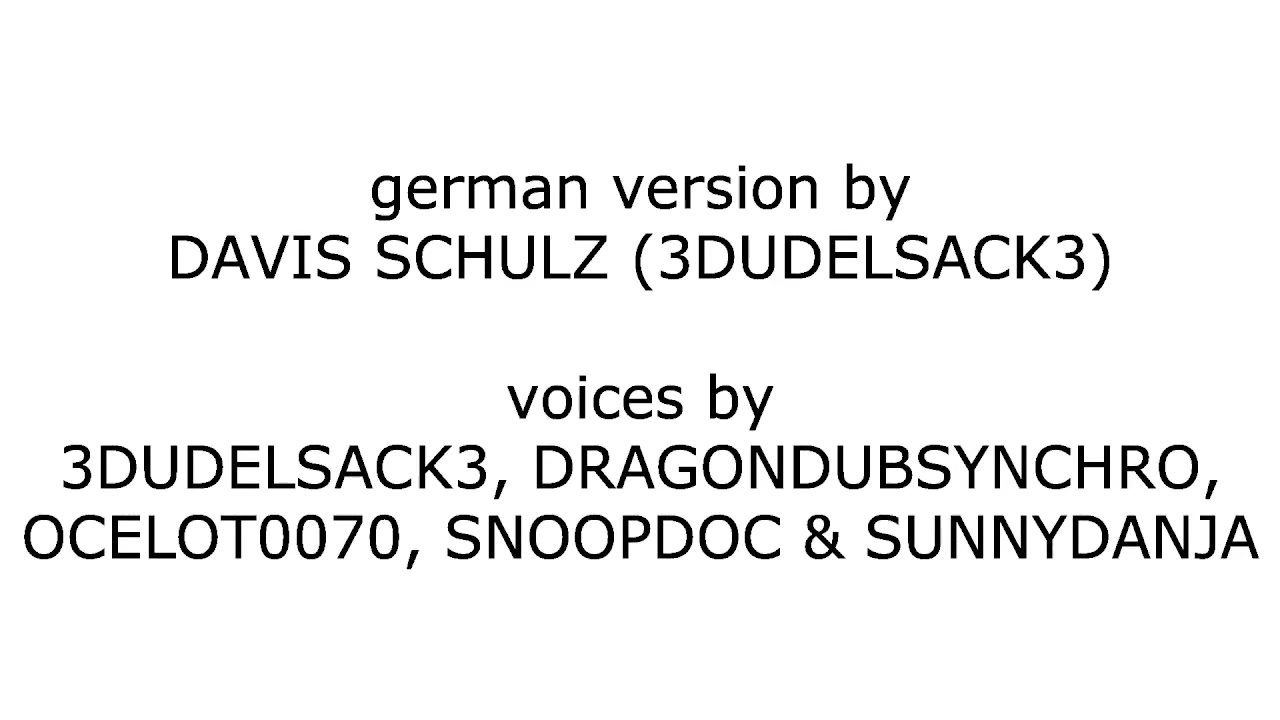 german version by
DAVIS SCHULZ (3DUDELSACK3)
voices by
3DUDELSACK3, DRAGONDUBSYNCHRO,
OCELOT0070, SNOOPDOC & SUNNYDANJA